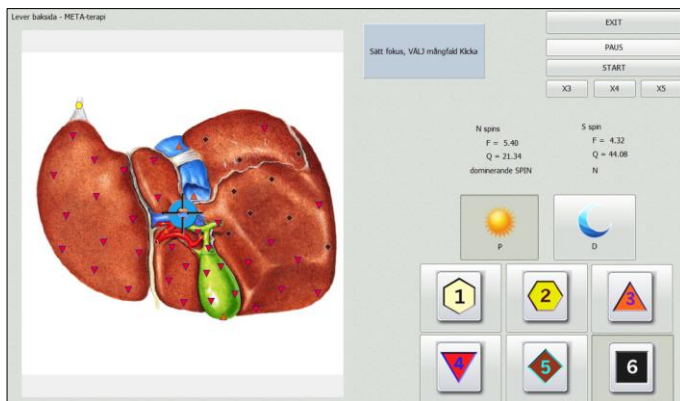 Lever baksida - META-terapi
Sätt fokus, VÄLJ mångfald Klicka
EXIT
PAUS
START
X3 X4 X5
N spins S spin
F = 5.40 F = 4.32
Q = 21.34 Q = 44.08
dominerande SPIN N
P D
1 2 3
4 5 6